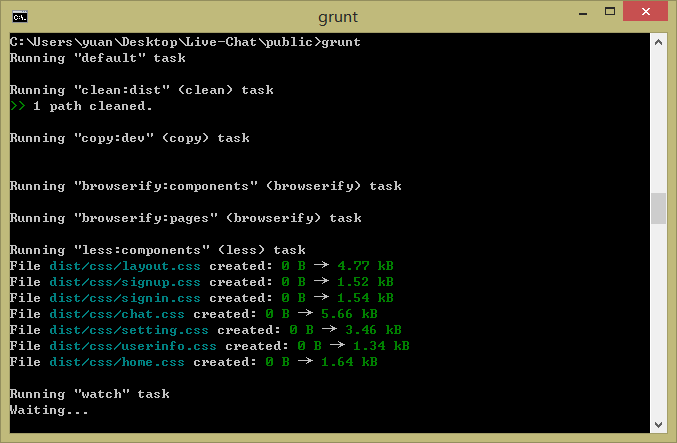 grunt
C:\Users\yuan\Desktop\Live-Chat\public>grunt
Running "default" task
Running "clean:dist" (clean) task
>> 1 path cleaned.
Running "copy:dev" (copy) task
Running "browserify:components" (browserify) task
Running "browserify:pages" (browserify) task
Running "less:components" (less) task
File dist/css/layout.css created: 0 B → 4.77 kB
File dist/css/signup.css created: 0 B → 1.52 kB
File dist/css/signin.css created: 0 B → 1.54 kB
File dist/css/chat.css created: 0 B → 5.66 kB
File dist/css/setting.css created: 0 B → 3.46 kB
File dist/css/userinfo.css created: 0 B → 1.34 kB
File dist/css/home.css created: 0 B → 1.64 kB
Running "watch" task
Waiting...